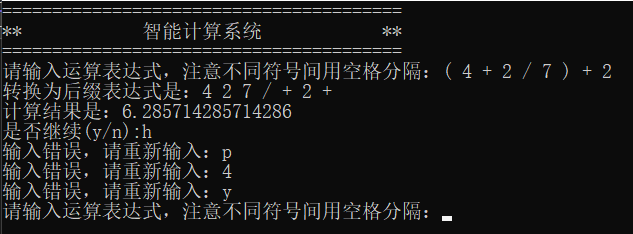 ========================================
**            智能计算系统            **
========================================
请输入运算表达式，注意不同符号间用空格分隔：( 4 + 2 / 7 ) + 2
转换为后缀表达式是：4 2 7 / + 2 +
计算结果是：6.285714285714286
是否继续(y/n):h
输入错误，请重新输入：p
输入错误，请重新输入：4
输入错误，请重新输入：y
请输入运算表达式，注意不同符号间用空格分隔：